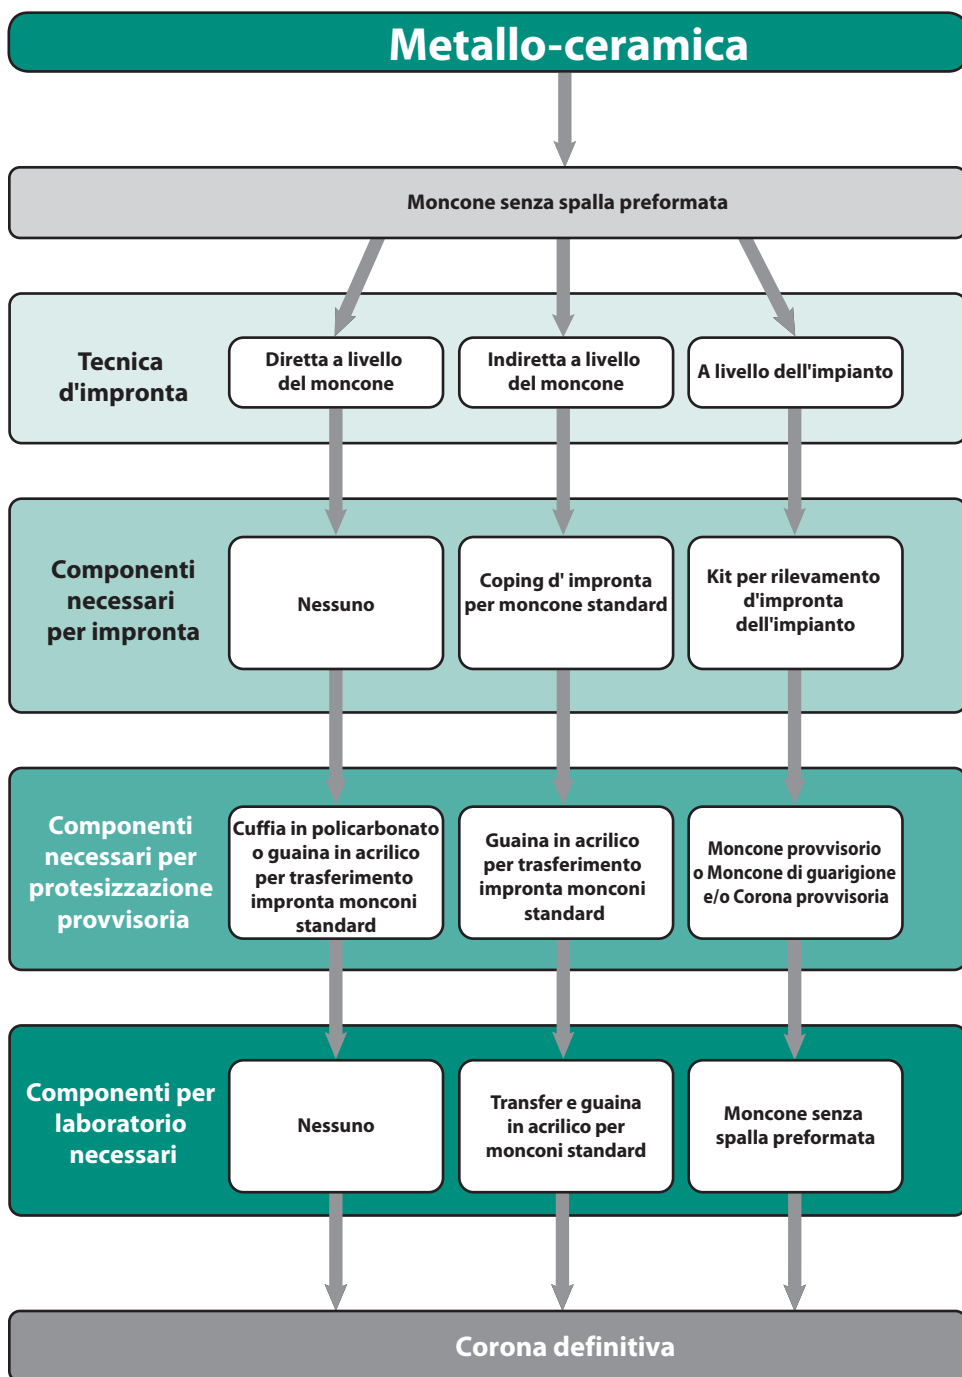 Metallo-ceramica
Moncone senza spalla preformata
Tecnica
d'impronta
Diretta a livello
del moncone
Indiretta a livello
del moncone
A livello dell'impianto
Componenti
necessari
per impronta
Nessuno
Coping d' impronta
per moncone standard
Kit per rilevamento
d'impronta
dell'impianto
Componenti
necessari per
protesizzazione
provvisoria
Cuffia in policarbonato
o guaina in acrilico
per trasferimento
impronta monconi
standard
Guaina in acrilico
per trasferimento
impronta monconi
standard
Moncone provvisorio
o Moncone di guarigione
e/o Corona provvisoria
Componenti per
laboratorio
necessari
Nessuno
Transfer e guaina
in acrilico per
monconi standard
Moncone senza
spalla preformata
Corona definitiva